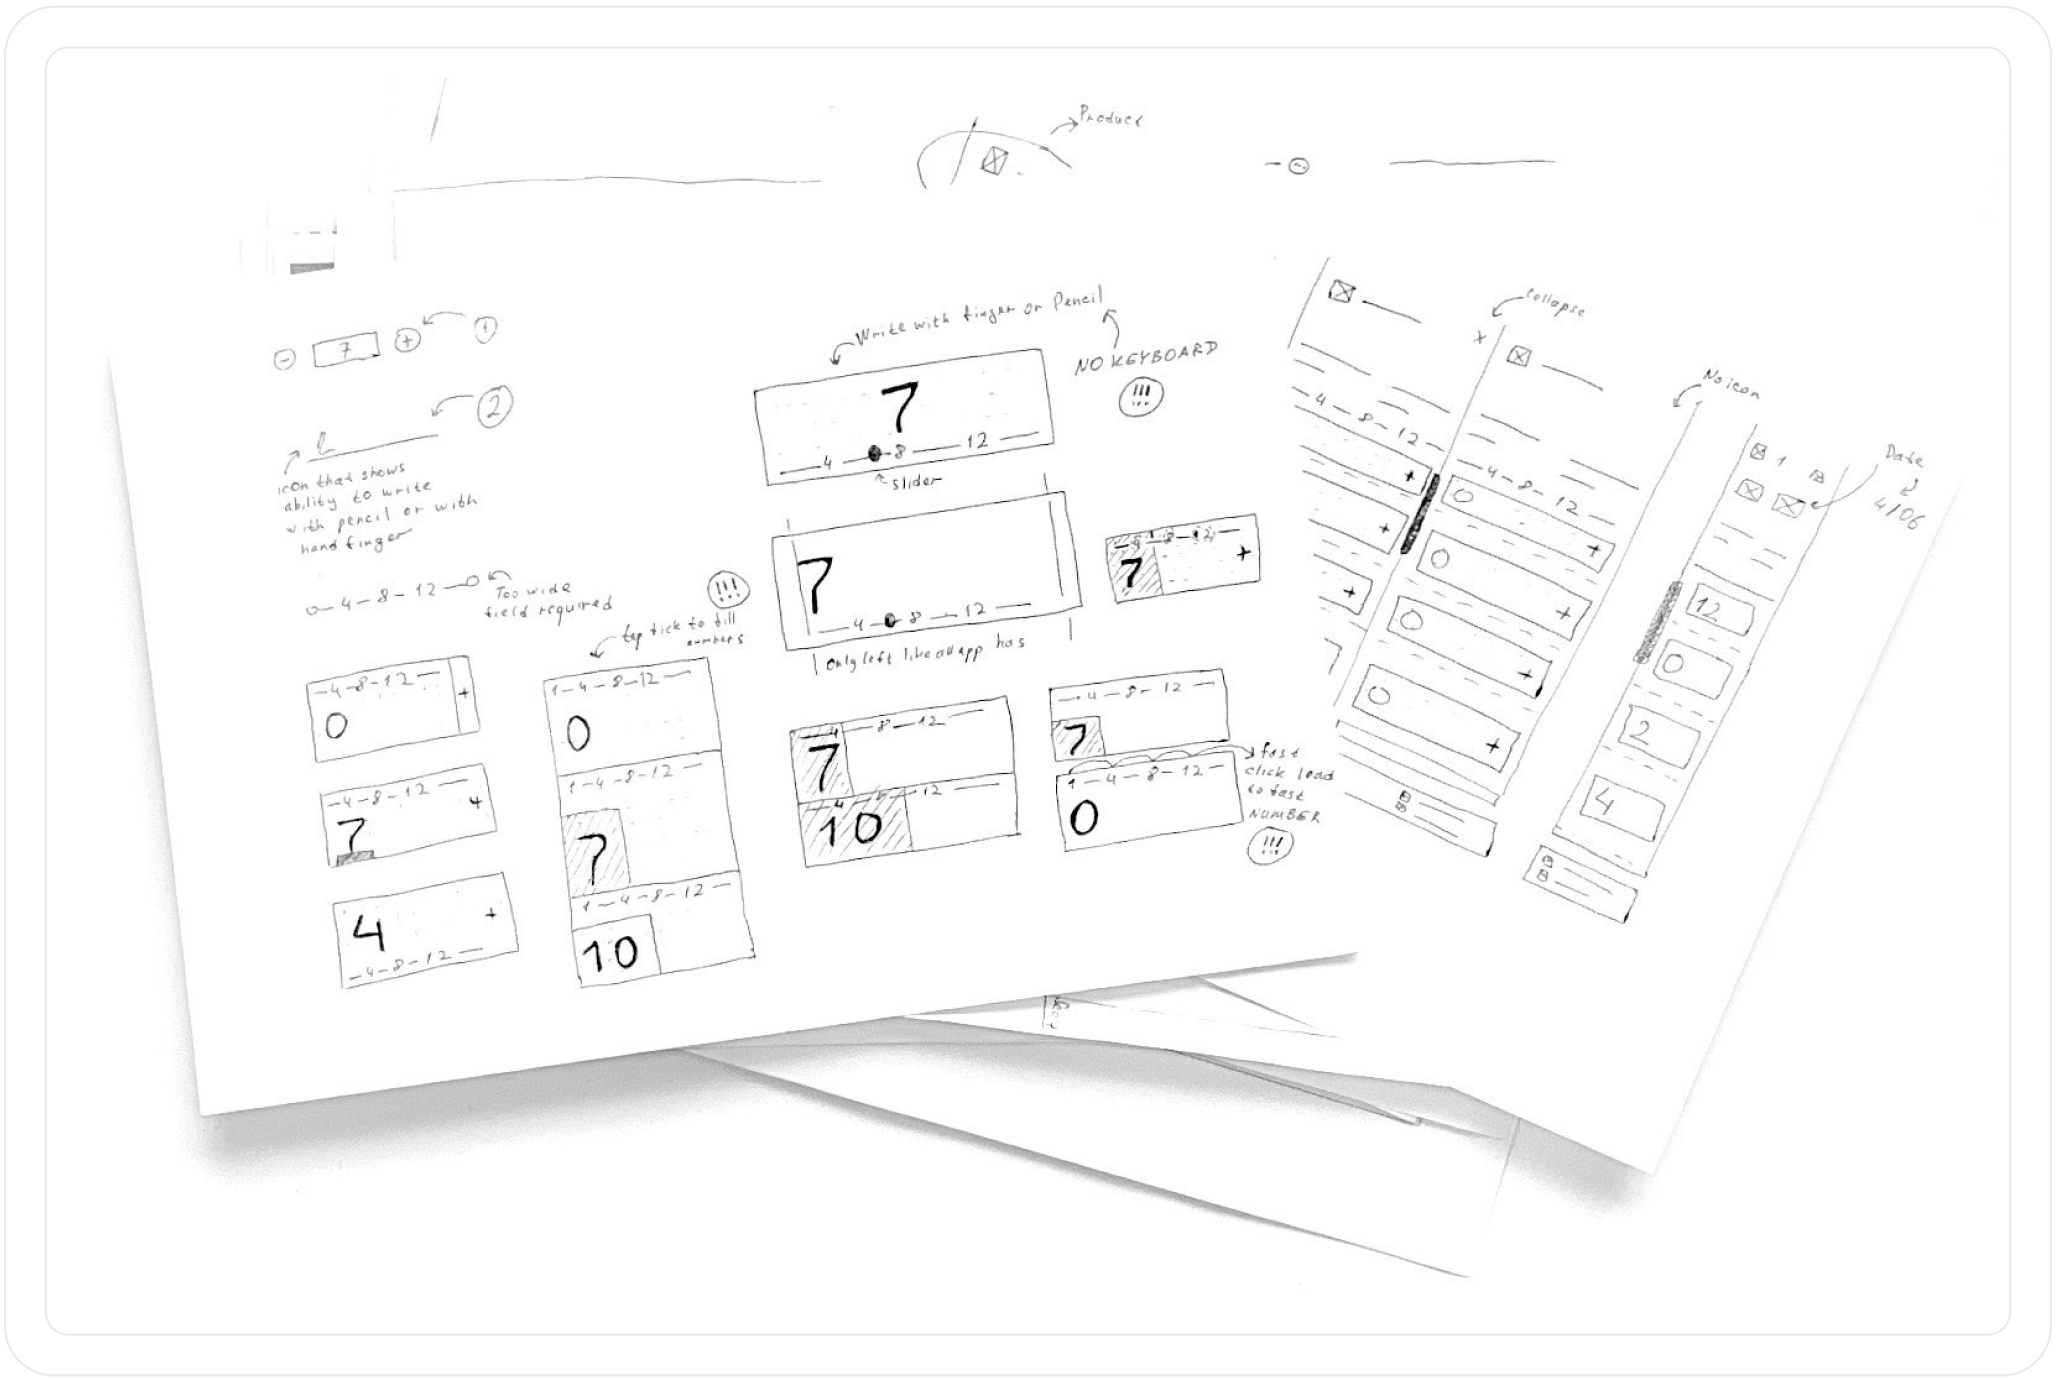 Product
− 7 + 1
2
icon that shows
ability to write
with pencil or with
hand finger
4 – 8 – 12
Too wide
field required
Write with finger or Pencil
NO KEYBOARD
!!!
7
4 8 12
slider
7
4 8 12
only left like all app has
7
+
!!!
tap tick to fill
numbers
–4–8–12–
0 +
–4–8–12–
7 +
4 +
–4–8–12–
1–4–8–12–
0
1–4–8–12–
7
1–4–8–12–
10
4 8–12
7
4 12
10
–4–8–12–
7
1–4–8–12–
0
fast
click lead
to fast
NUMBER
!!!
–4–8–12–
+
+
+
7
Collapse
x
–4–8–12–
0 +
0 +
0 +
0 +
No icon
1
Date
4/06
12
0
2
4